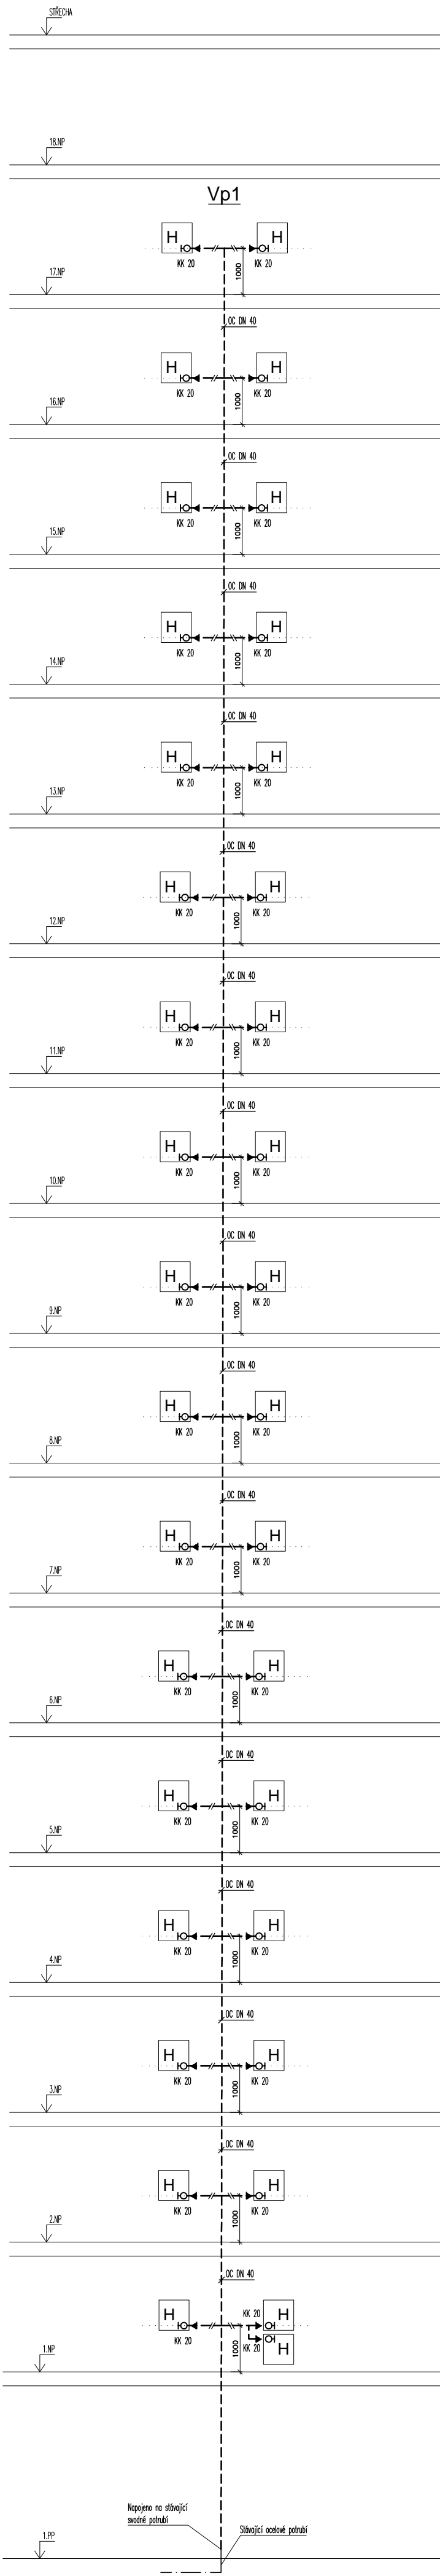 STŘECHA
18.NP
Vp1
H H
KK 20 KK 20
1000
17.NP
OC DN 40
H H
KK 20 KK 20
1000
16.NP
OC DN 40
H H
KK 20 KK 20
1000
15.NP
OC DN 40
H H
KK 20 KK 20
1000
14.NP
OC DN 40
H H
KK 20 KK 20
1000
13.NP
OC DN 40
H H
KK 20 KK 20
1000
12.NP
OC DN 40
H H
KK 20 KK 20
1000
11.NP
OC DN 40
H H
KK 20 KK 20
1000
10.NP
OC DN 40
H H
KK 20 KK 20
1000
9.NP
OC DN 40
H H
KK 20 KK 20
1000
8.NP
OC DN 40
H H
KK 20 KK 20
1000
7.NP
OC DN 40
H H
KK 20 KK 20
1000
6.NP
OC DN 40
H H
KK 20 KK 20
1000
5.NP
OC DN 40
H H
KK 20 KK 20
1000
4.NP
OC DN 40
H H
KK 20 KK 20
1000
3.NP
OC DN 40
H H
KK 20 KK 20
1000
2.NP
OC DN 40
H KK 20 H
KK 20 KK 20 H
1000
1.NP
Napojeno na stávající
svodné potrubí
Stávající ocelové potrubí
1.PP